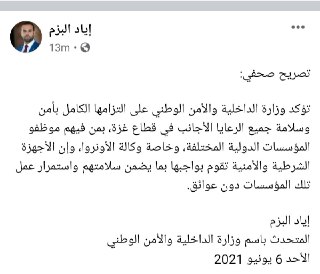 إياد البزم
13m
تصريح صحفي:
تؤكد وزارة الداخلية والأمن الوطني على التزامها الكامل بأمن
وسلامة جميع الرعايا الأجانب في قطاع غزة، بمن فيهم موظفو
المؤسسات الدولية المختلفة، وخاصة وكالة الأونروا، وإن الأجهزة
الشرطية والأمنية تقوم بواجبها بما يضمن سلامتهم واستمرار عمل
تلك المؤسسات دون عوائق.
إياد البزم
المتحدث باسم وزارة الداخلية والأمن الوطني
الأحد 6 يونيو 2021